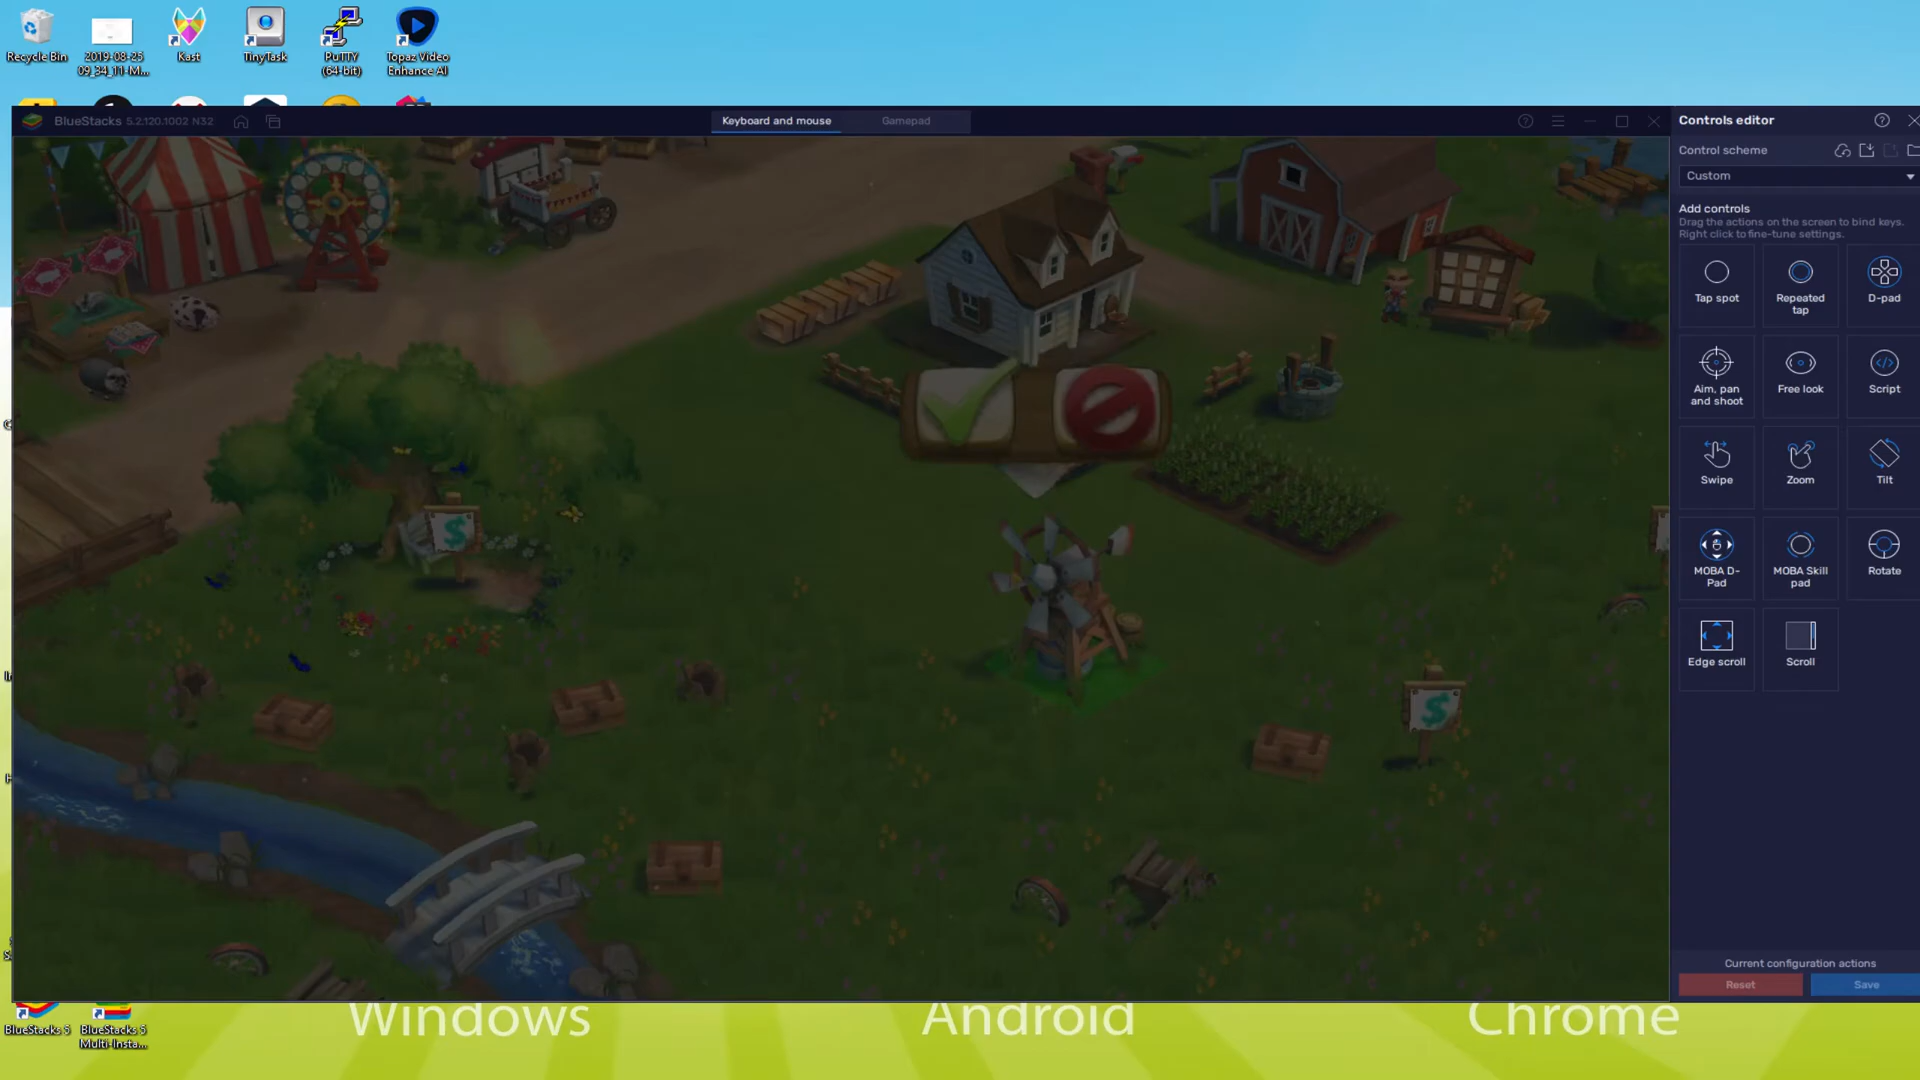 Recycle Bin
2019-08-25
09_34_11-M...
Kast
TinyTask
PuTTY
(64-bit)
Topaz Video
Enhance AI
BlueStacks 5.2.120.1002 N32
Keyboard and mouse
Gamepad
Controls editor
Control scheme
Custom
Add controls
Drag the actions on the screen to bind keys.
Right click to fine-tune settings.
Tap spot
Repeated
tap
D-pad
Aim, pan
and shoot
Free look
Script
Swipe
Zoom
Tilt
MOBA D-
Pad
MOBA Skill
pad
Rotate
Edge scroll
Scroll
$
$
Current configuration actions
Reset
Save
BlueStacks 5
BlueStacks 5
Multi-Insta...
Windows
Android
Chrome